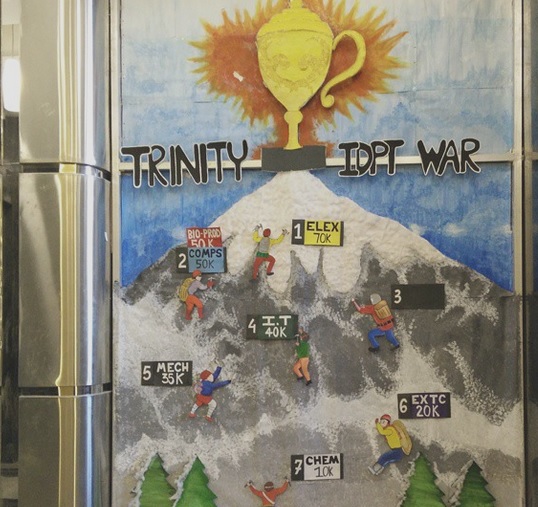 TRINITY IDPT WAR
1 ELEX
70K
BIO-PROD
50K
2 COMPS
50K
3
4 I.T
40K
5 MECH
35K
6 EXTC
20K
7 CHEM
10K